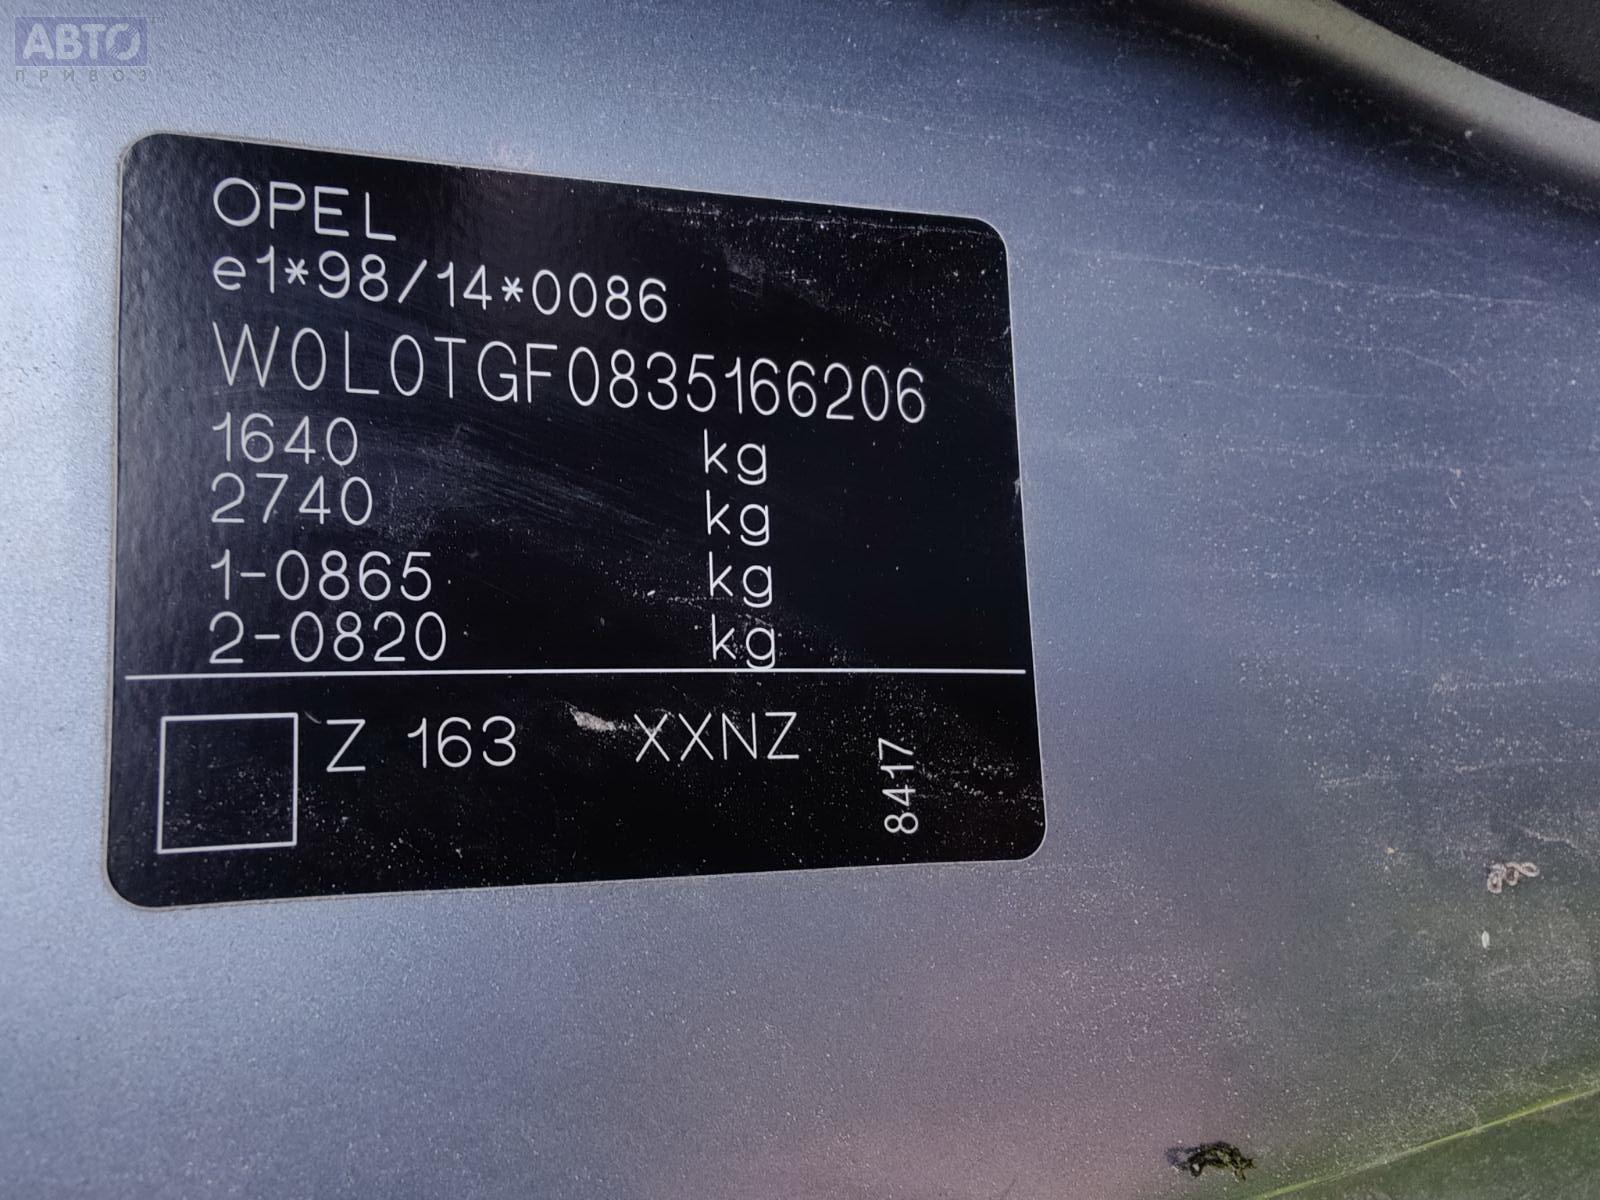 АВТО
ПРИВОЗ
OPEL
e1*98/14*0086
W0L0TGF0835166206
1640 kg
2740 kg
1-0865 kg
2-0820 kg
Z 163 XXNZ
8417